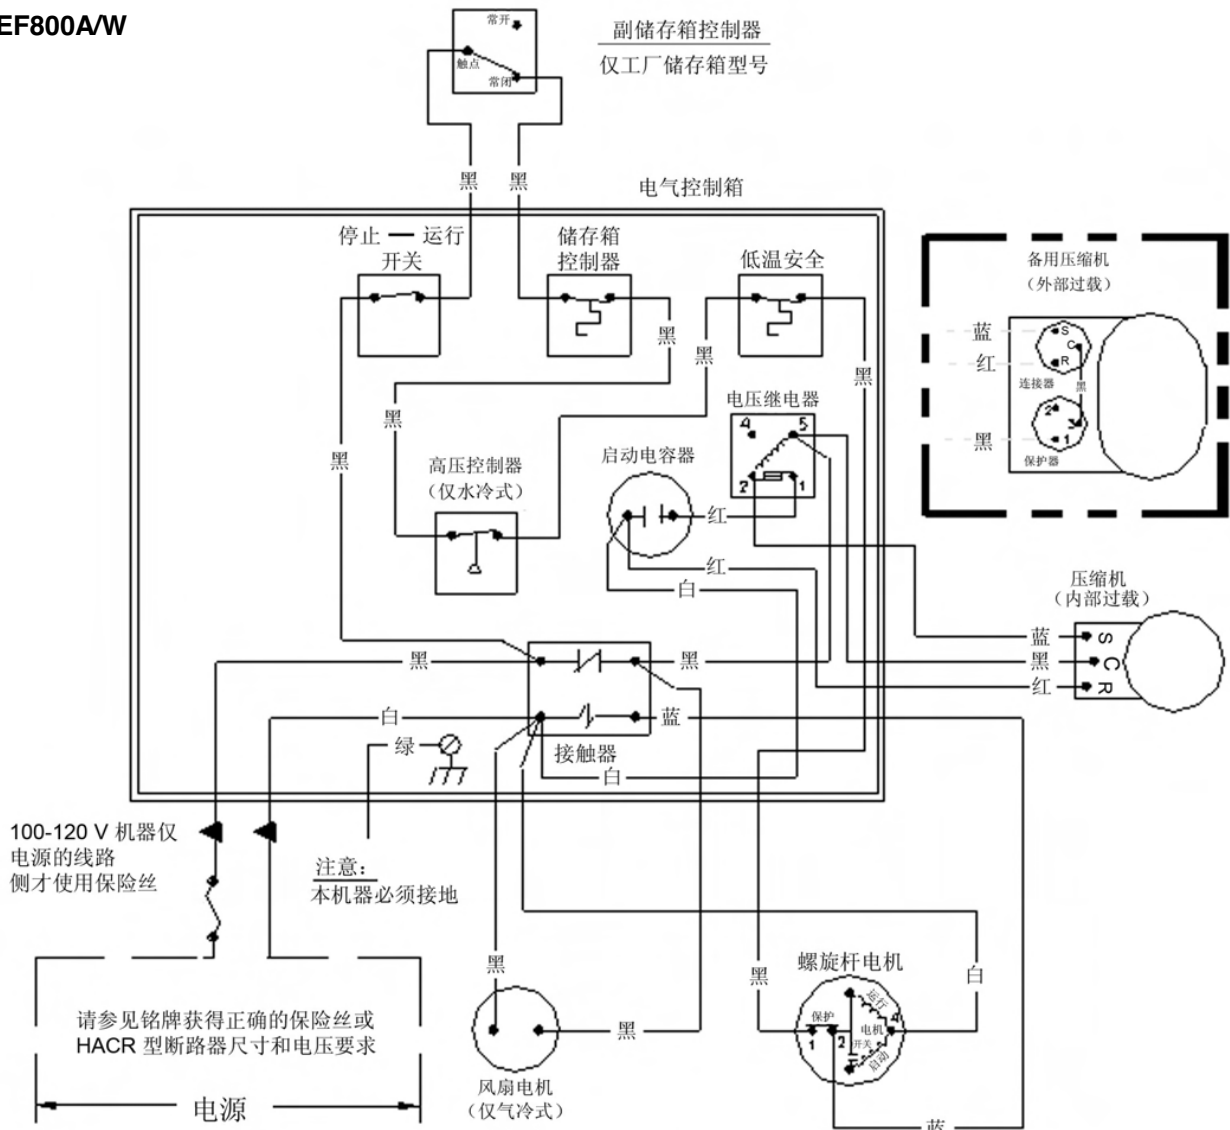 EF800A/W
常开
触点
常闭
副储存箱控制器
仅工厂储存箱型号
黑
黑
电气控制箱
停止 — 运行
开关
储存箱
控制器
低温安全
备用压缩机
（外部过载）
蓝
红
S
C
R
连接器
黑
2
1
黑
保护器
黑
黑
黑
黑
黑
电压继电器
4
5
2
1
高压控制器
（仅水冷式）
启动电容器
红
红
白
压缩机
（内部过载）
蓝
黑
红
S
C
R
黑
黑
白
蓝
绿
接触器
白
100-120 V 机器仅
电源的线路
侧才使用保险丝
注意：
本机器必须接地
黑
黑
白
螺旋杆电机
保护
运行
电机
开关
启动
1
2
4
请参见铭牌获得正确的保险丝或
HACR 型断路器尺寸和电压要求
黑
电源
风扇电机
（仅气冷式）
蓝